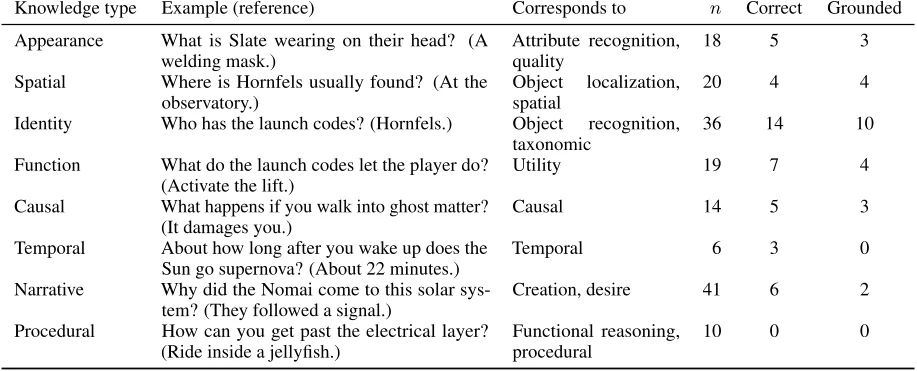 Knowledge type Example (reference) Corresponds to n Correct Grounded
Appearance What is Slate wearing on their head? (A Attribute recognition, 18 5 3
welding mask.) quality
Spatial Where is Hornfels usually found? (At the Object localization, 20 4 4
observatory.) spatial
Identity Who has the launch codes? (Hornfels.) Object recognition, 36 14 10
taxonomic
Function What do the launch codes let the player do? Utility 19 7 4
(Activate the lift.)
Causal What happens if you walk into ghost matter? Causal 14 5 3
(It damages you.)
Temporal About how long after you wake up does the Temporal 6 3 0
Sun go supernova? (About 22 minutes.)
Narrative Why did the Nomai come to this solar sys- Creation, desire 41 6 2
tem? (They followed a signal.)
Procedural How can you get past the electrical layer? Functional reasoning, 10 0 0
(Ride inside a jellyfish.) procedural